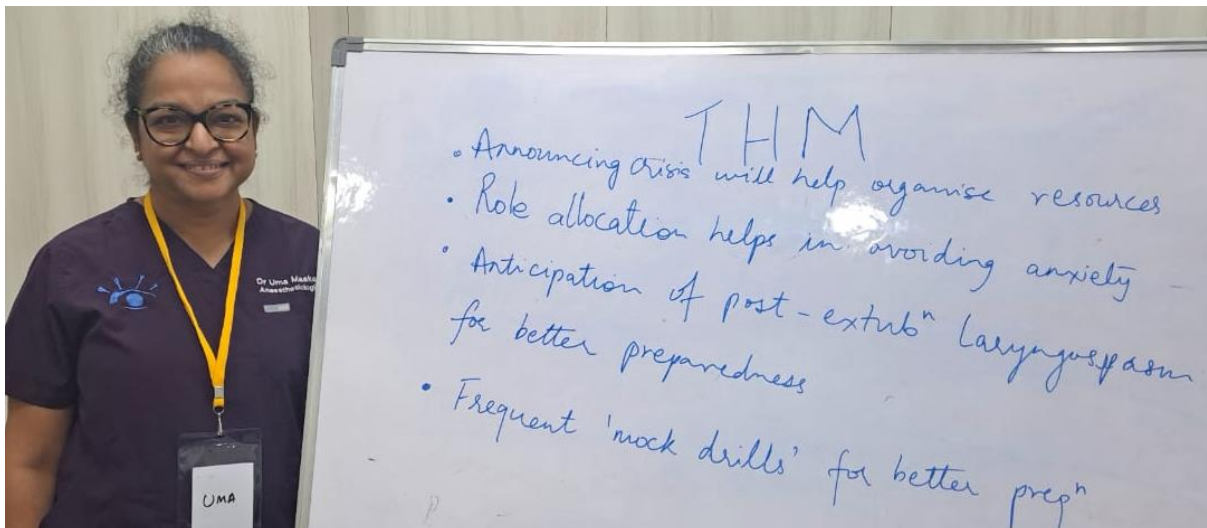 THM
• Announcing crisis will help organise resources
• Role allocation helps in avoiding anxiety
• Anticipation of post-extubⁿ Laryngospasm
for better preparedness
• Frequent 'mock drills' for better prepⁿ
Dr Uma
UMA